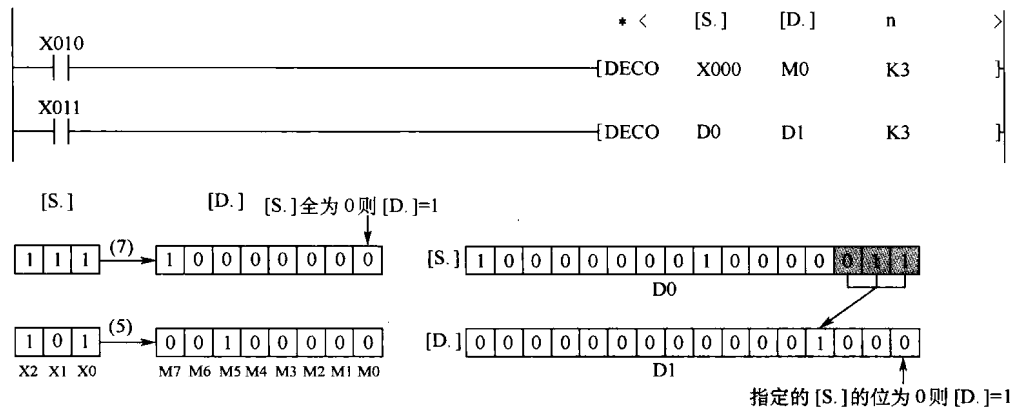 * < [S.] [D.] n >
X010
[DECO X000 M0 K3 ]
X011
[DECO D0 D1 K3 ]
[S.] [D.] [S.]全为0则[D.]=1
1 1 1 (7) 1 0 0 0 0 0 0 0
[S.] 1 0 0 0 0 0 0 0 1 0 0 0 0 0 1 1
D0
1 0 1 (5) 0 0 1 0 0 0 0 0
X2 X1 X0 M7 M6 M5 M4 M3 M2 M1 M0
[D.] 0 0 0 0 0 0 0 0 0 0 0 0 1 0 0 0
D1
指定的[S.]的位为0则[D.]=1